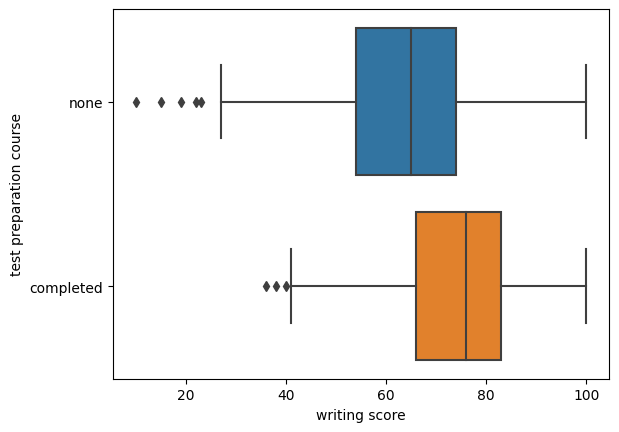 test preparation course
none
completed
20 40 60 80 100
writing score